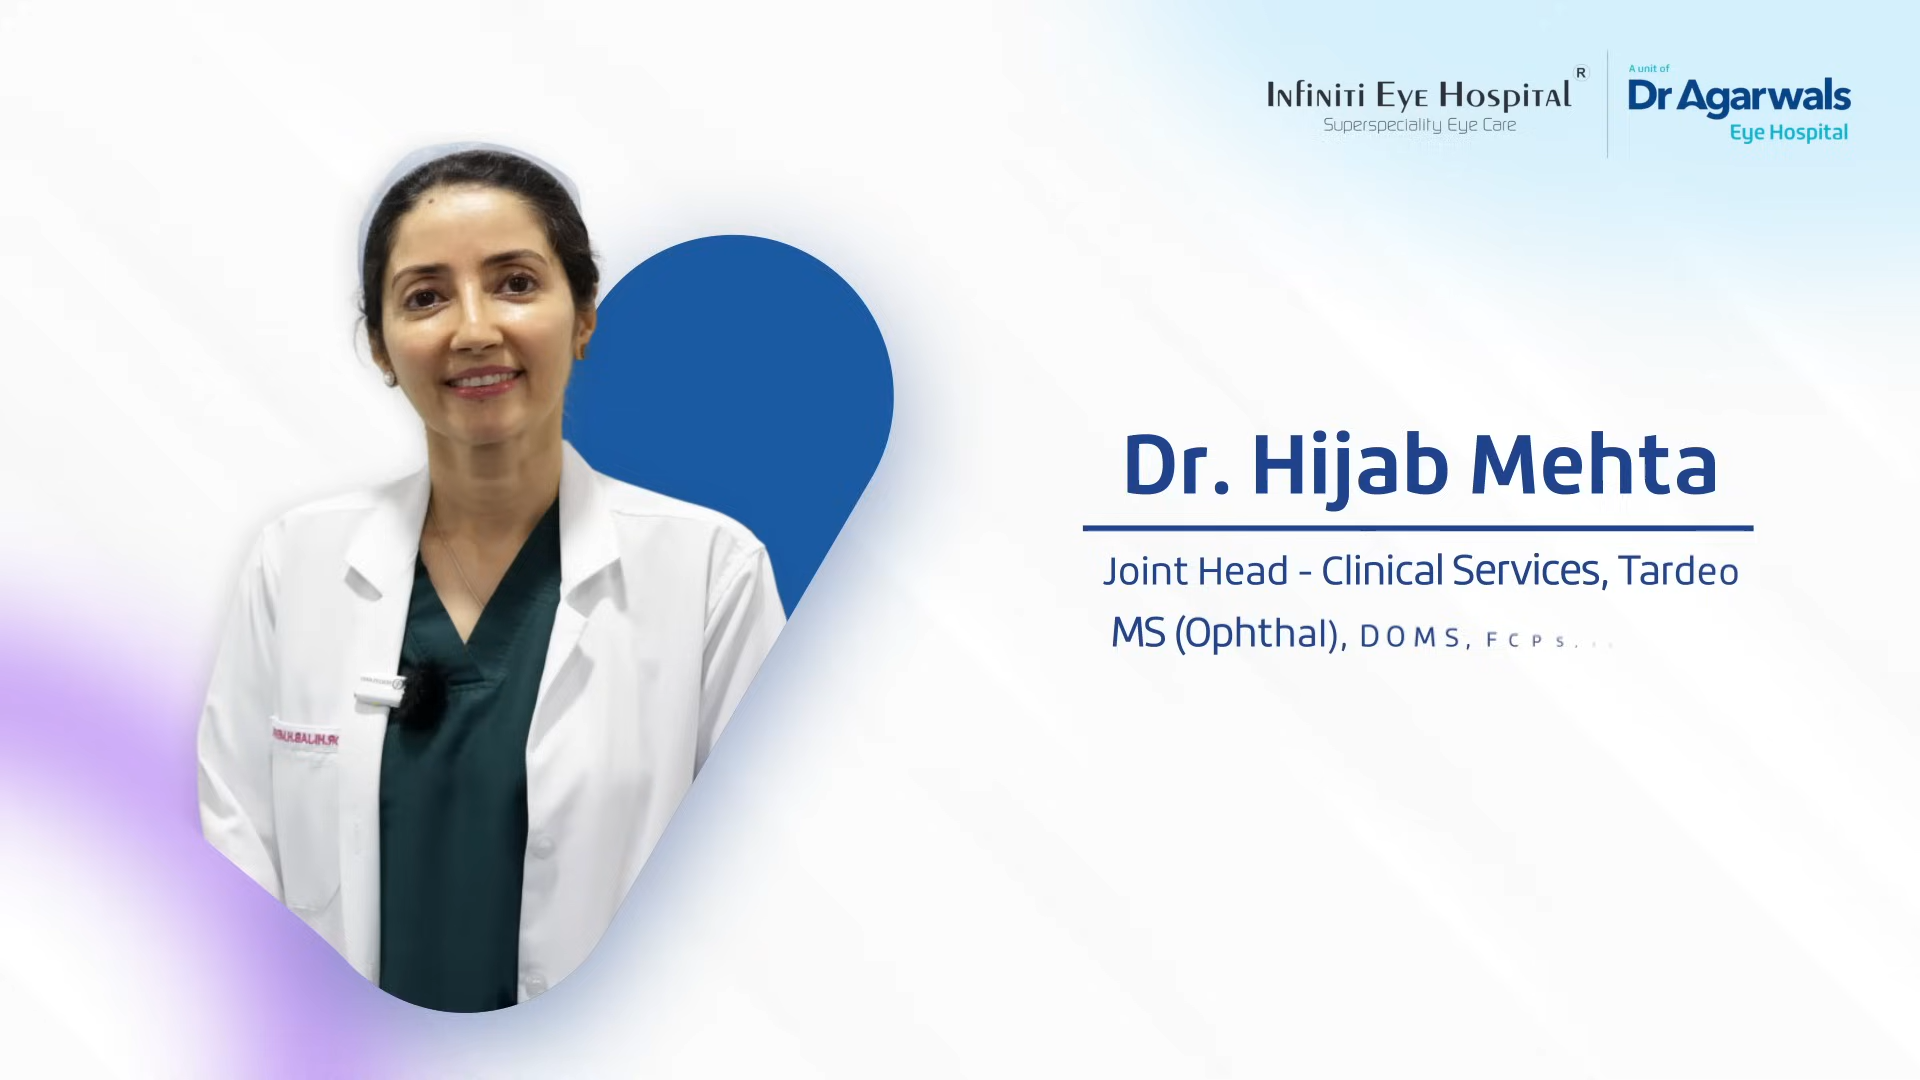 Infiniti Eye Hospital®
Superspeciality Eye Care
A unit of
Dr Agarwals
Eye Hospital
Dr. Hijab Mehta
Joint Head - Clinical Services, Tardeo
MS (Ophthal), DOMS, FCPS,